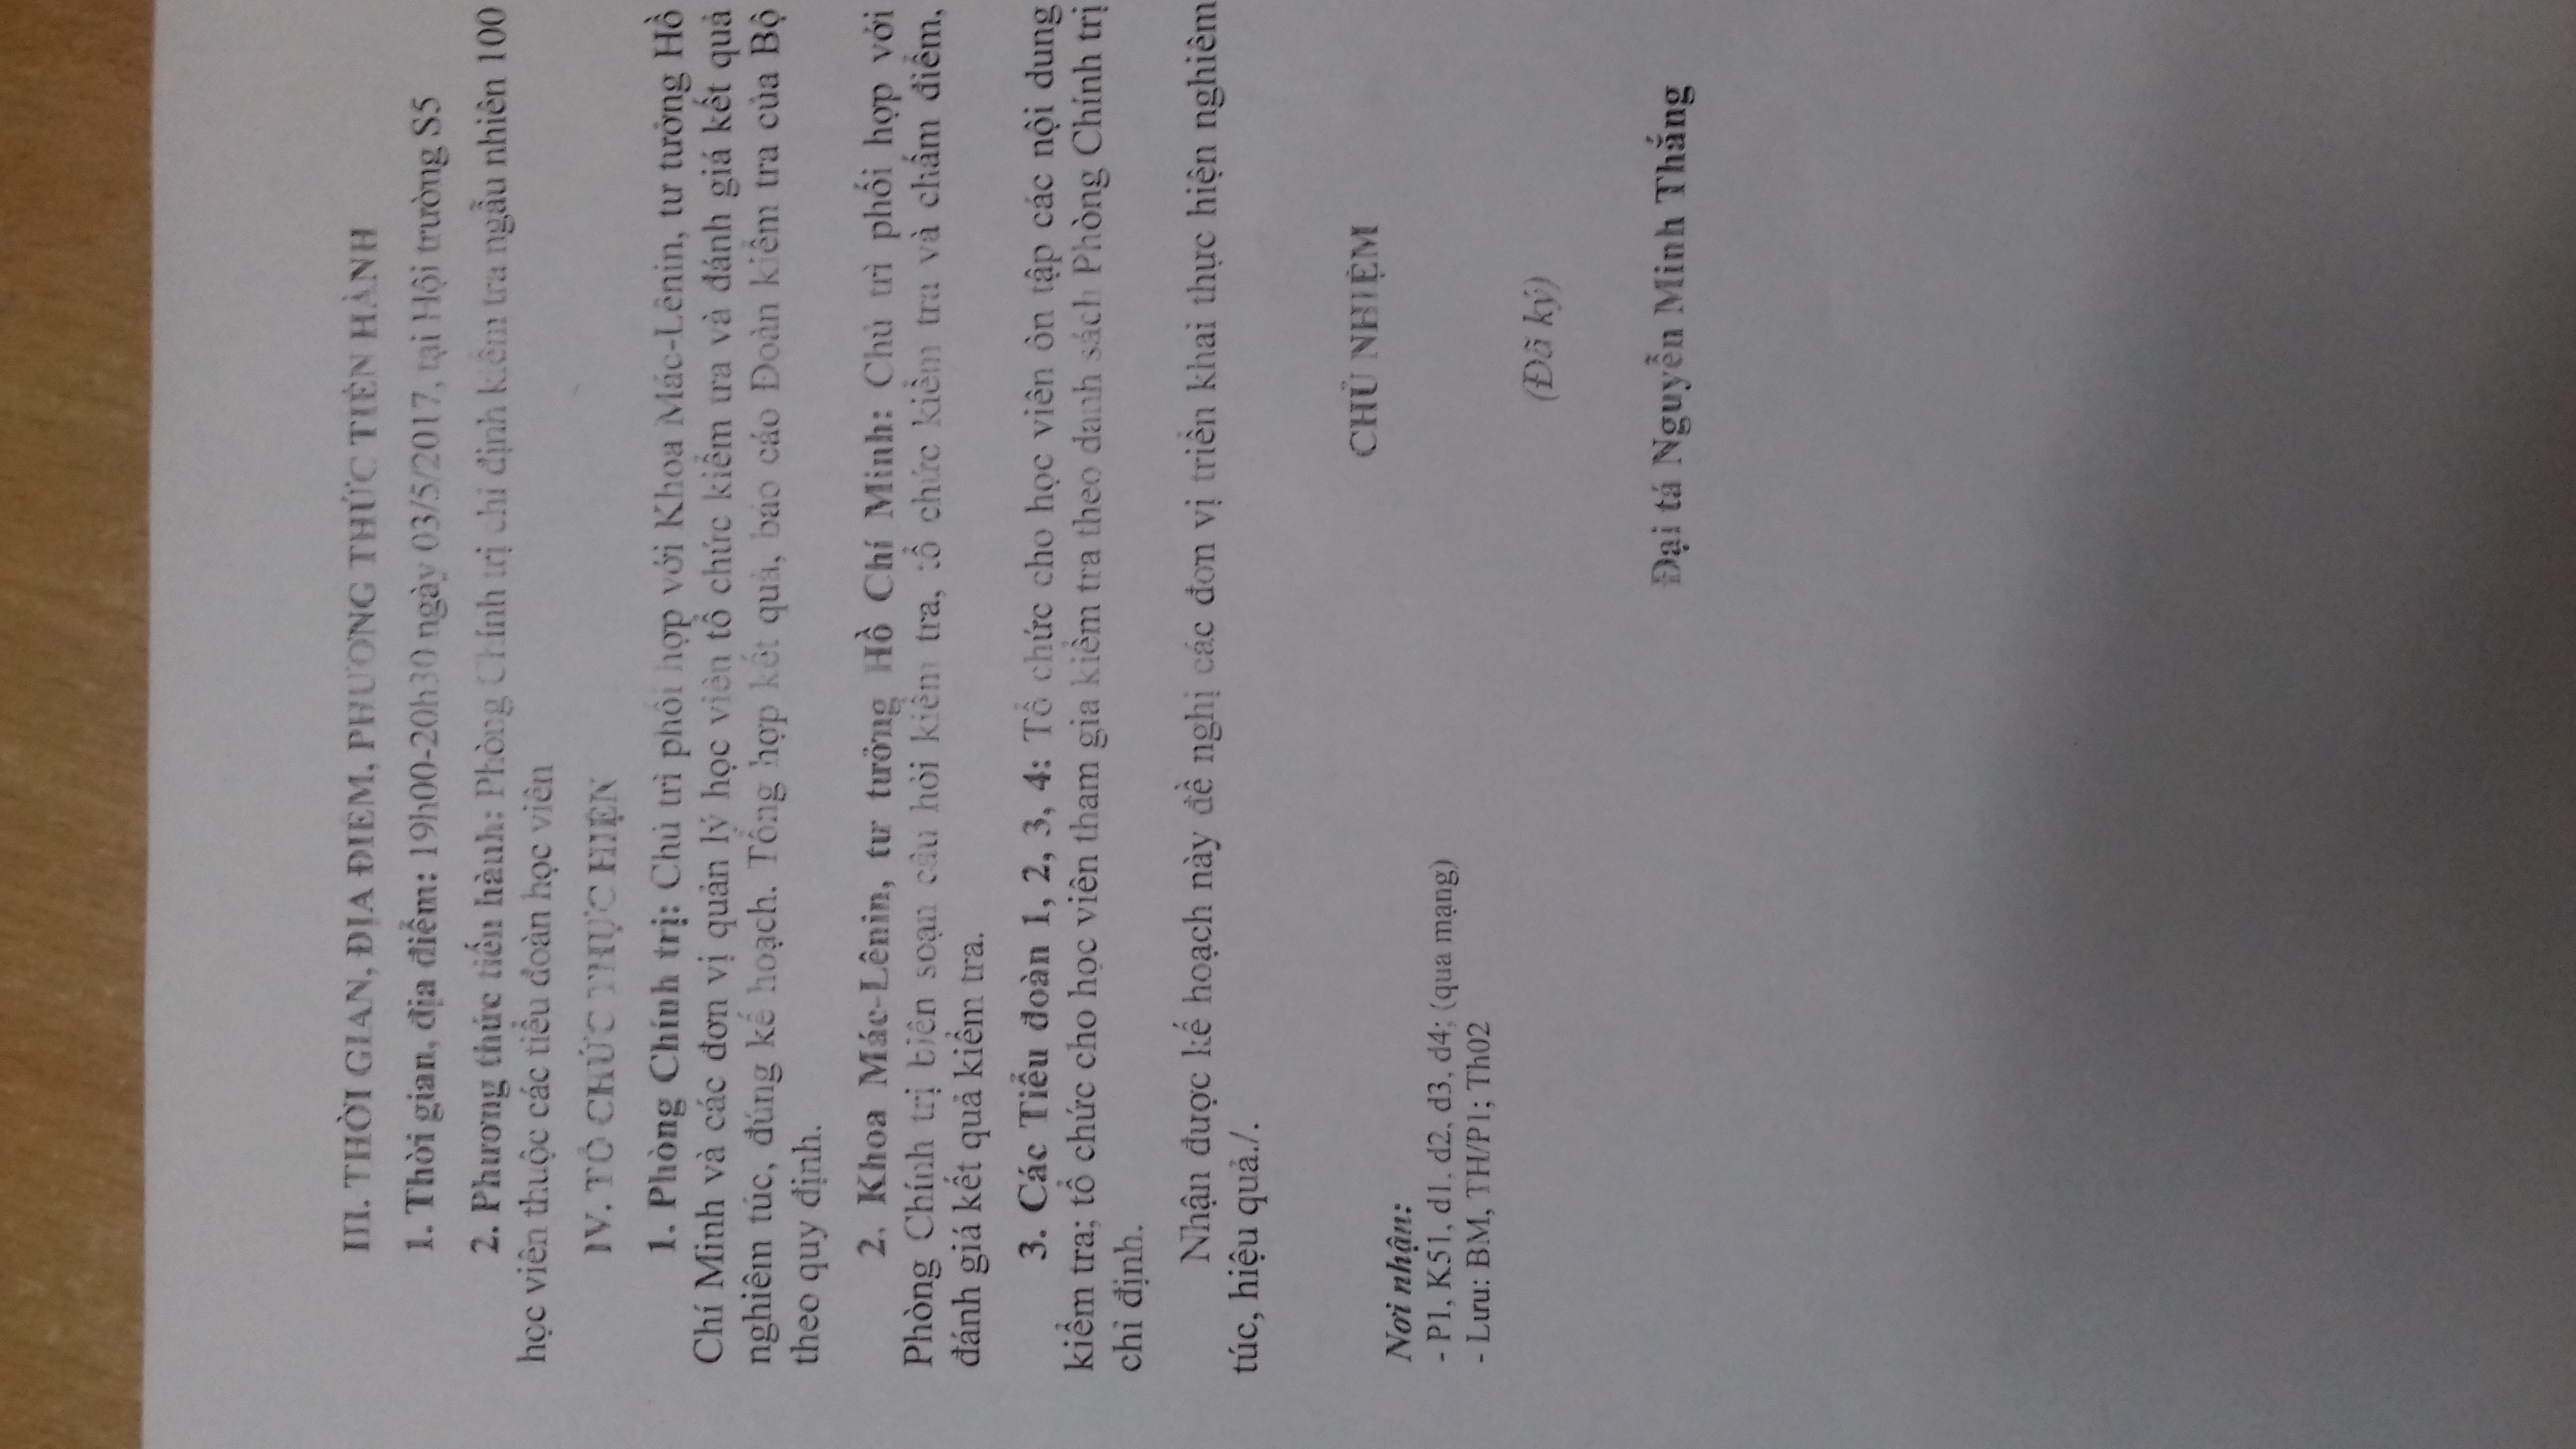 III. THỜI GIAN, ĐỊA ĐIỂM, PHƯƠNG THỨC TIẾN HÀNH
1. Thời gian, địa điểm: 19h00-20h30 ngày 03/5/2017, tại Hội trường S5
2. Phương thức tiến hành: Phòng Chính trị chỉ định kiểm tra ngẫu nhiên 100
học viên thuộc các tiểu đoàn học viên
IV. TỔ CHỨC THỰC HIỆN
1. Phòng Chính trị: Chủ trì phối hợp với Khoa Mác-Lênin, tư tưởng Hồ
Chí Minh và các đơn vị quản lý học viên tổ chức kiểm tra và đánh giá kết quả
nghiêm túc, đúng kế hoạch. Tổng hợp kết quả, báo cáo Đoàn kiểm tra của Bộ
theo quy định.
2. Khoa Mác-Lênin, tư tưởng Hồ Chí Minh: Chủ trì phối hợp với
Phòng Chính trị biên soạn câu hỏi kiểm tra, tổ chức kiểm tra và chấm điểm,
đánh giá kết quả kiểm tra.
3. Các Tiểu đoàn 1, 2, 3, 4: Tổ chức cho học viên ôn tập các nội dung
kiểm tra; tổ chức cho học viên tham gia kiểm tra theo danh sách Phòng Chính trị
chỉ định.
Nhận được kế hoạch này đề nghị các đơn vị triển khai thực hiện nghiêm
túc, hiệu quả./.
CHỦ NHIỆM
Nơi nhận:
- P1, K51, d1, d2, d3, d4; (qua mạng)
- Lưu: BM, TH/P1; Th02
(Đã ký)
Đại tá Nguyễn Minh Thắng